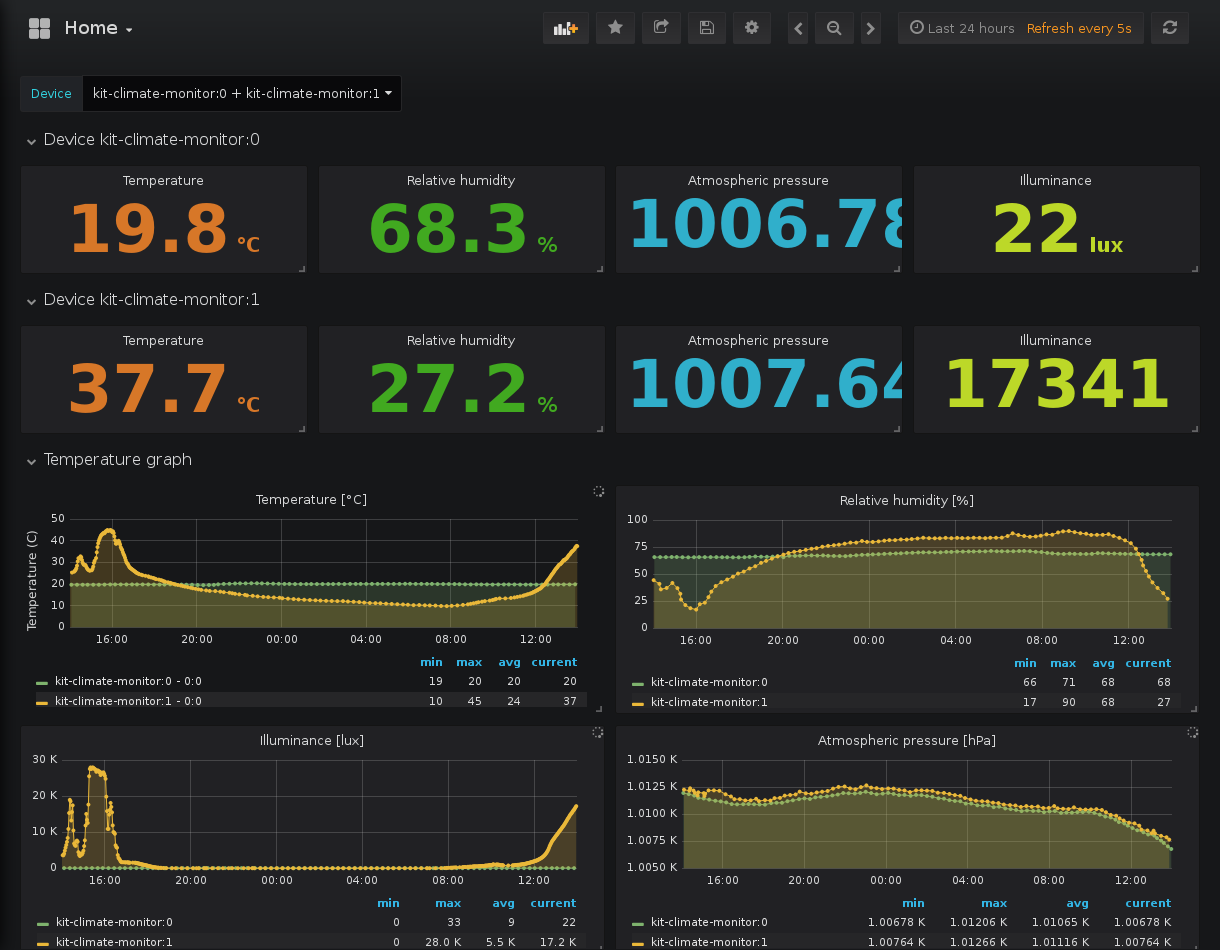 Home
Last 24 hours Refresh every 5s
Device kit-climate-monitor:0 + kit-climate-monitor:1
Device kit-climate-monitor:0
Temperature Relative humidity Atmospheric pressure Illuminance
19.8 °C 68.3 % 1006.78 22 lux
Device kit-climate-monitor:1
Temperature Relative humidity Atmospheric pressure Illuminance
37.7 °C 27.2 % 1007.64 17341
Temperature graph
Temperature [°C]
Temperature (C)
50
40
30
20
10
0
16:00 20:00 00:00 04:00 08:00 12:00
min max avg current
kit-climate-monitor:0 - 0:0 19 20 20 20
kit-climate-monitor:1 - 0:0 10 45 24 37
Relative humidity [%]
100
75
50
25
0
16:00 20:00 00:00 04:00 08:00 12:00
min max avg current
kit-climate-monitor:0 66 71 68 68
kit-climate-monitor:1 17 90 68 27
Illuminance [lux]
30 K
20 K
10 K
0
16:00 20:00 00:00 04:00 08:00 12:00
min max avg current
kit-climate-monitor:0 0 33 9 22
kit-climate-monitor:1 0 28.0 K 5.5 K 17.2 K
Atmospheric pressure [hPa]
1.0150 K
1.0125 K
1.0100 K
1.0075 K
1.0050 K
16:00 20:00 00:00 04:00 08:00 12:00
min max avg current
kit-climate-monitor:0 1.00678 K 1.01206 K 1.01065 K 1.00678 K
kit-climate-monitor:1 1.00764 K 1.01266 K 1.01116 K 1.00764 K